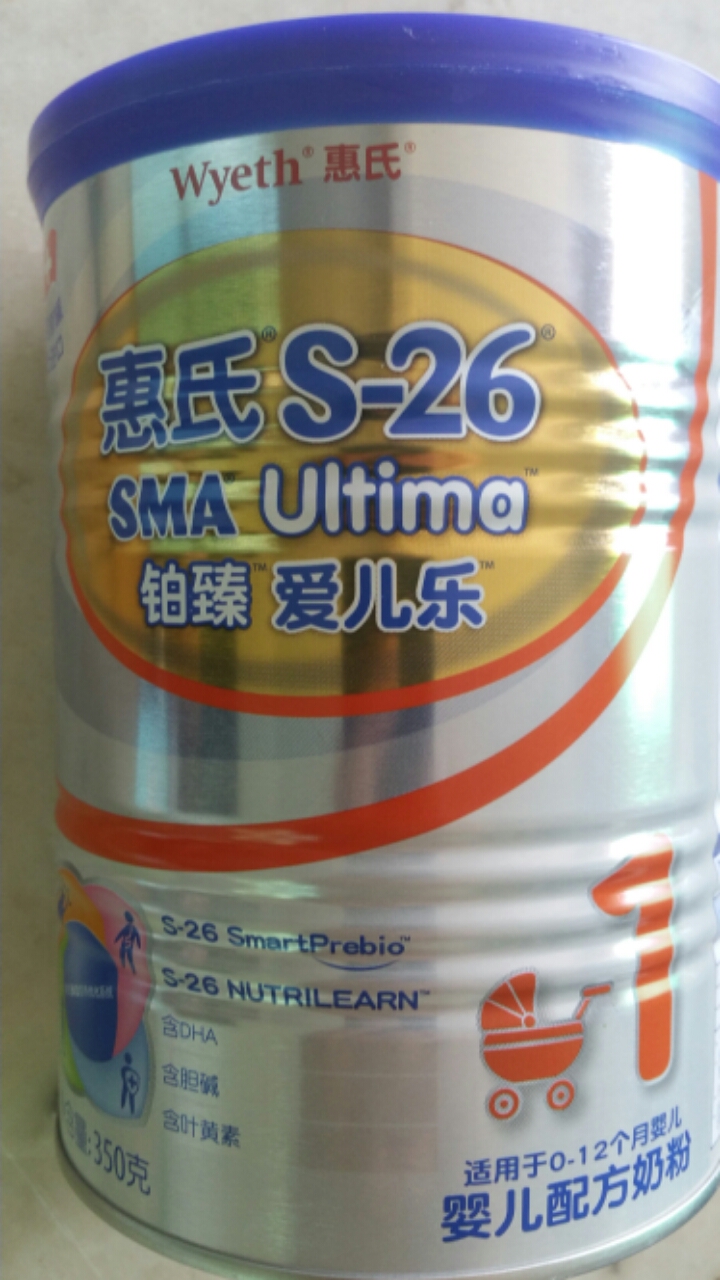 Wyeth® 惠氏®
惠氏® S-26®
SMA® Ultima™
铂臻™ 爱儿乐™
1
S-26 SmartPrebio™
S-26 NUTRILEARN™
含DHA
含胆碱
含叶黄素
量:350克
适用于0-12个月婴儿
婴儿配方奶粉